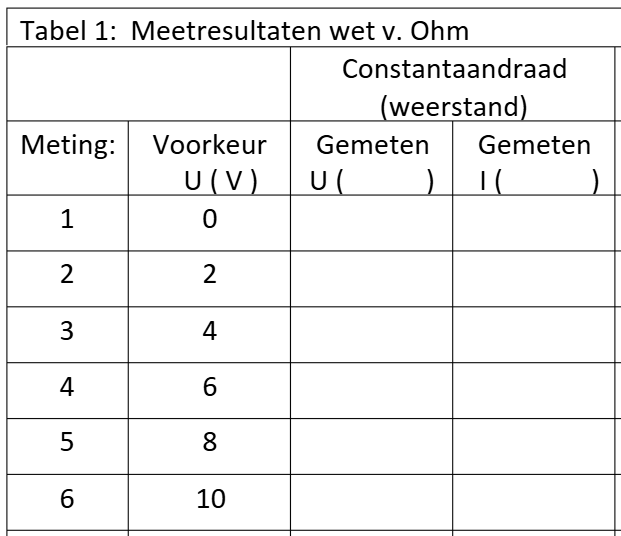 Tabel 1: Meetresultaten wet v. Ohm
Constantaandraad
(weerstand)
Meting: Voorkeur Gemeten Gemeten
U ( V ) U ( ) I ( )
1 0
2 2
3 4
4 6
5 8
6 10